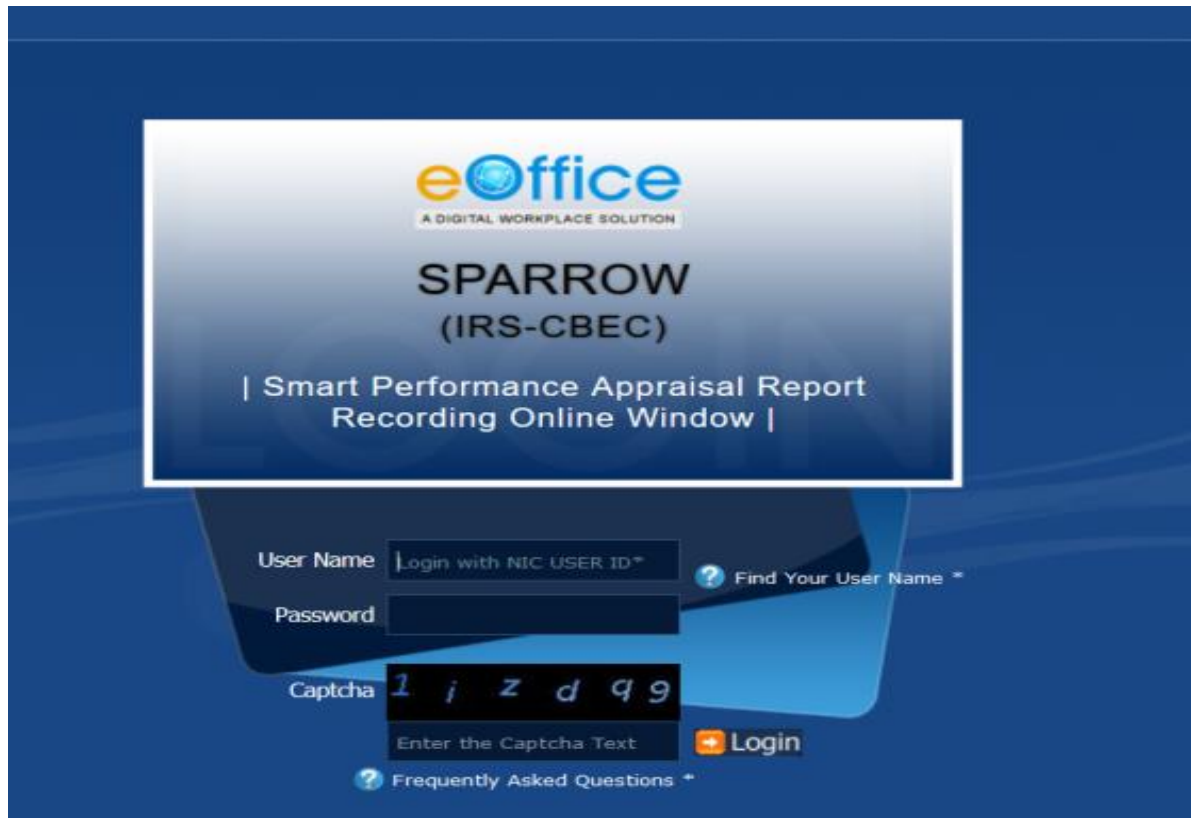 eOffice
A DIGITAL WORKPLACE SOLUTION
SPARROW
(IRS-CBEC)
| Smart Performance Appraisal Report
Recording Online Window |
LOGIN
User Name Login with NIC USER ID*
Find Your User Name *
Password
Captcha 1 i z d q 9
Enter the Captcha Text Login
Frequently Asked Questions *